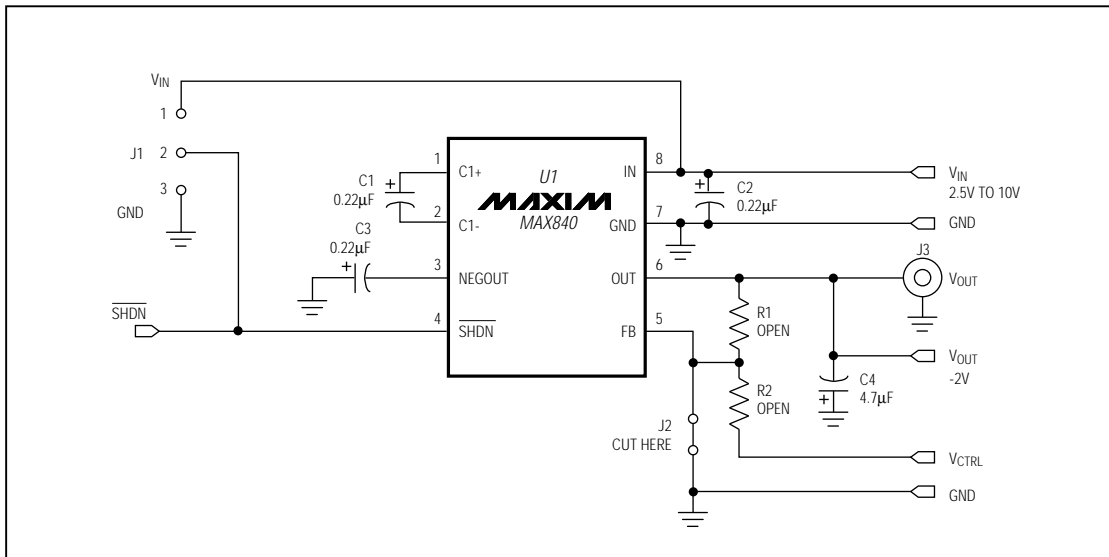 VIN
1
J1 2
3
GND
SHDN
C1
0.22µF
C3
0.22µF
1
2
3
4
C1+
C1-
NEGOUT
SHDN
U1
MAXIM
MAX840
IN
GND
OUT
FB
8
7
6
5
C2
0.22µF
VIN
2.5V TO 10V
GND
J3
VOUT
R1
OPEN
R2
OPEN
VOUT
-2V
C4
4.7µF
J2
CUT HERE
VCTRL
GND